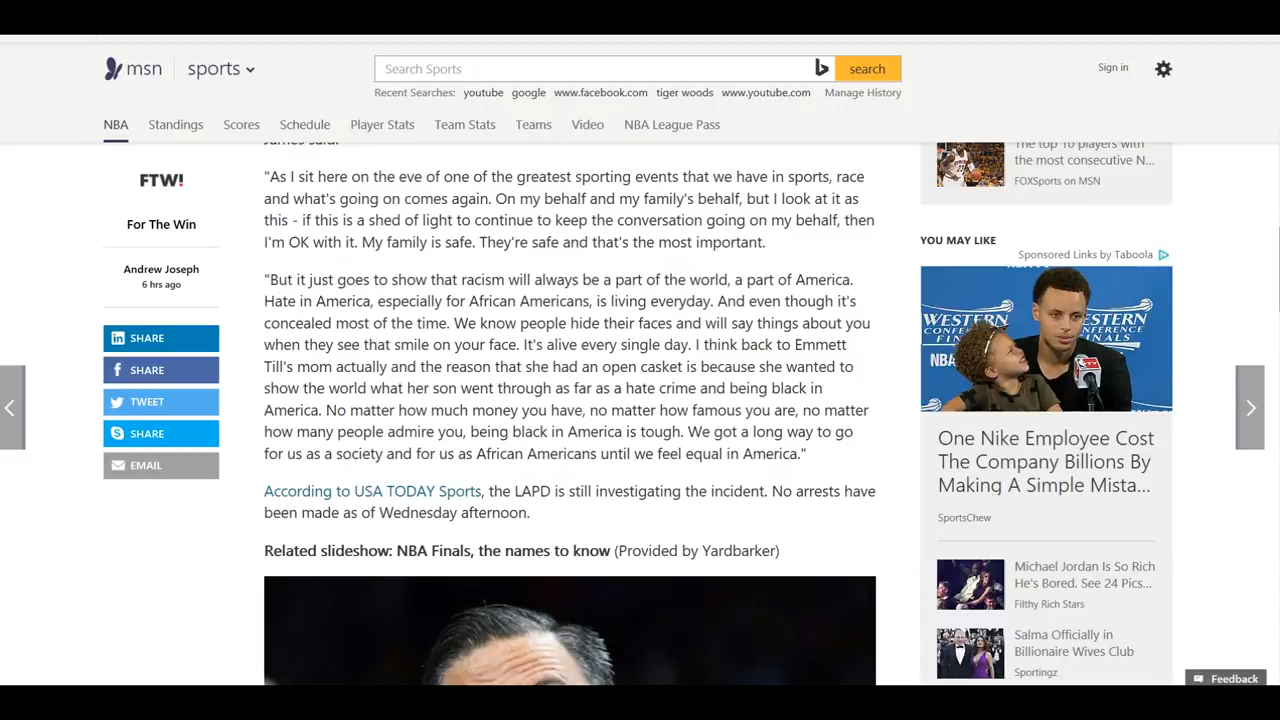 msn
sports
Search Sports
search
Sign in
Recent Searches: youtube google www.facebook.com tiger woods www.youtube.com Manage History
NBA Standings Scores Schedule Player Stats Team Stats Teams Video NBA League Pass
James said:
FTW!
For The Win
Andrew Joseph
6 hrs ago
SHARE
SHARE
TWEET
SHARE
EMAIL
"As I sit here on the eve of one of the greatest sporting events that we have in sports, race
and what's going on comes again. On my behalf and my family's behalf, but I look at it as
this - if this is a shed of light to continue to keep the conversation going on my behalf, then
I'm OK with it. My family is safe. They're safe and that's the most important.
"But it just goes to show that racism will always be a part of the world, a part of America.
Hate in America, especially for African Americans, is living everyday. And even though it's
concealed most of the time. We know people hide their faces and will say things about you
when they see that smile on your face. It's alive every single day. I think back to Emmett
Till's mom actually and the reason that she had an open casket is because she wanted to
show the world what her son went through as far as a hate crime and being black in
America. No matter how much money you have, no matter how famous you are, no matter
how many people admire you, being black in America is tough. We got a long way to go
for us as a society and for us as African Americans until we feel equal in America."
According to USA TODAY Sports, the LAPD is still investigating the incident. No arrests have
been made as of Wednesday afternoon.
Related slideshow: NBA Finals, the names to know (Provided by Yardbarker)
The top 10 players with
the most consecutive N...
FOXSports on MSN
YOU MAY LIKE
Sponsored Links by Taboola
WESTERN
CONFERENCE
FINALS
NBA
One Nike Employee Cost
The Company Billions By
Making A Simple Mista...
SportsChew
Michael Jordan Is So Rich
He's Bored. See 24 Pics...
Filthy Rich Stars
Salma Officially in
Billionaire Wives Club
Sportingz
Feedback